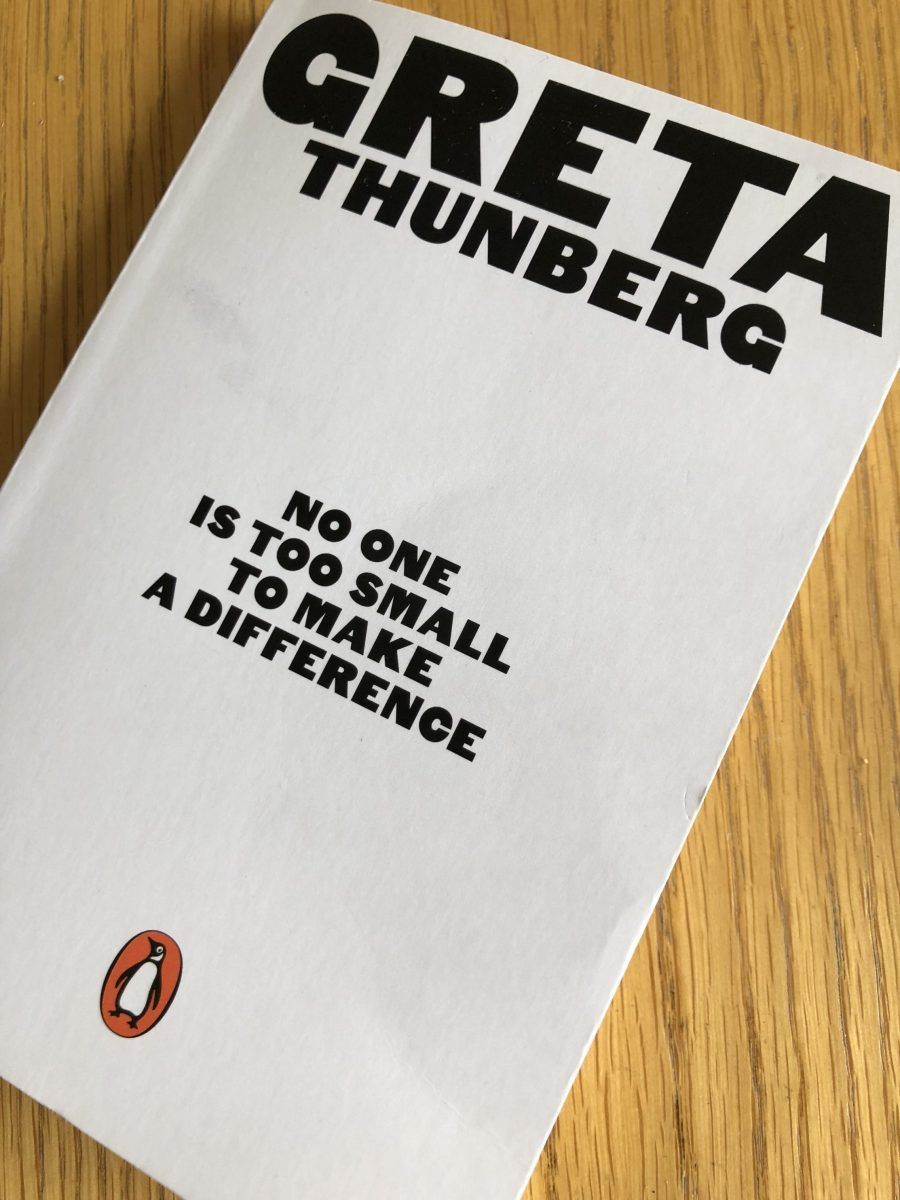 GRETA
THUNBERG
NO ONE
IS TOO SMALL
TO MAKE
A DIFFERENCE